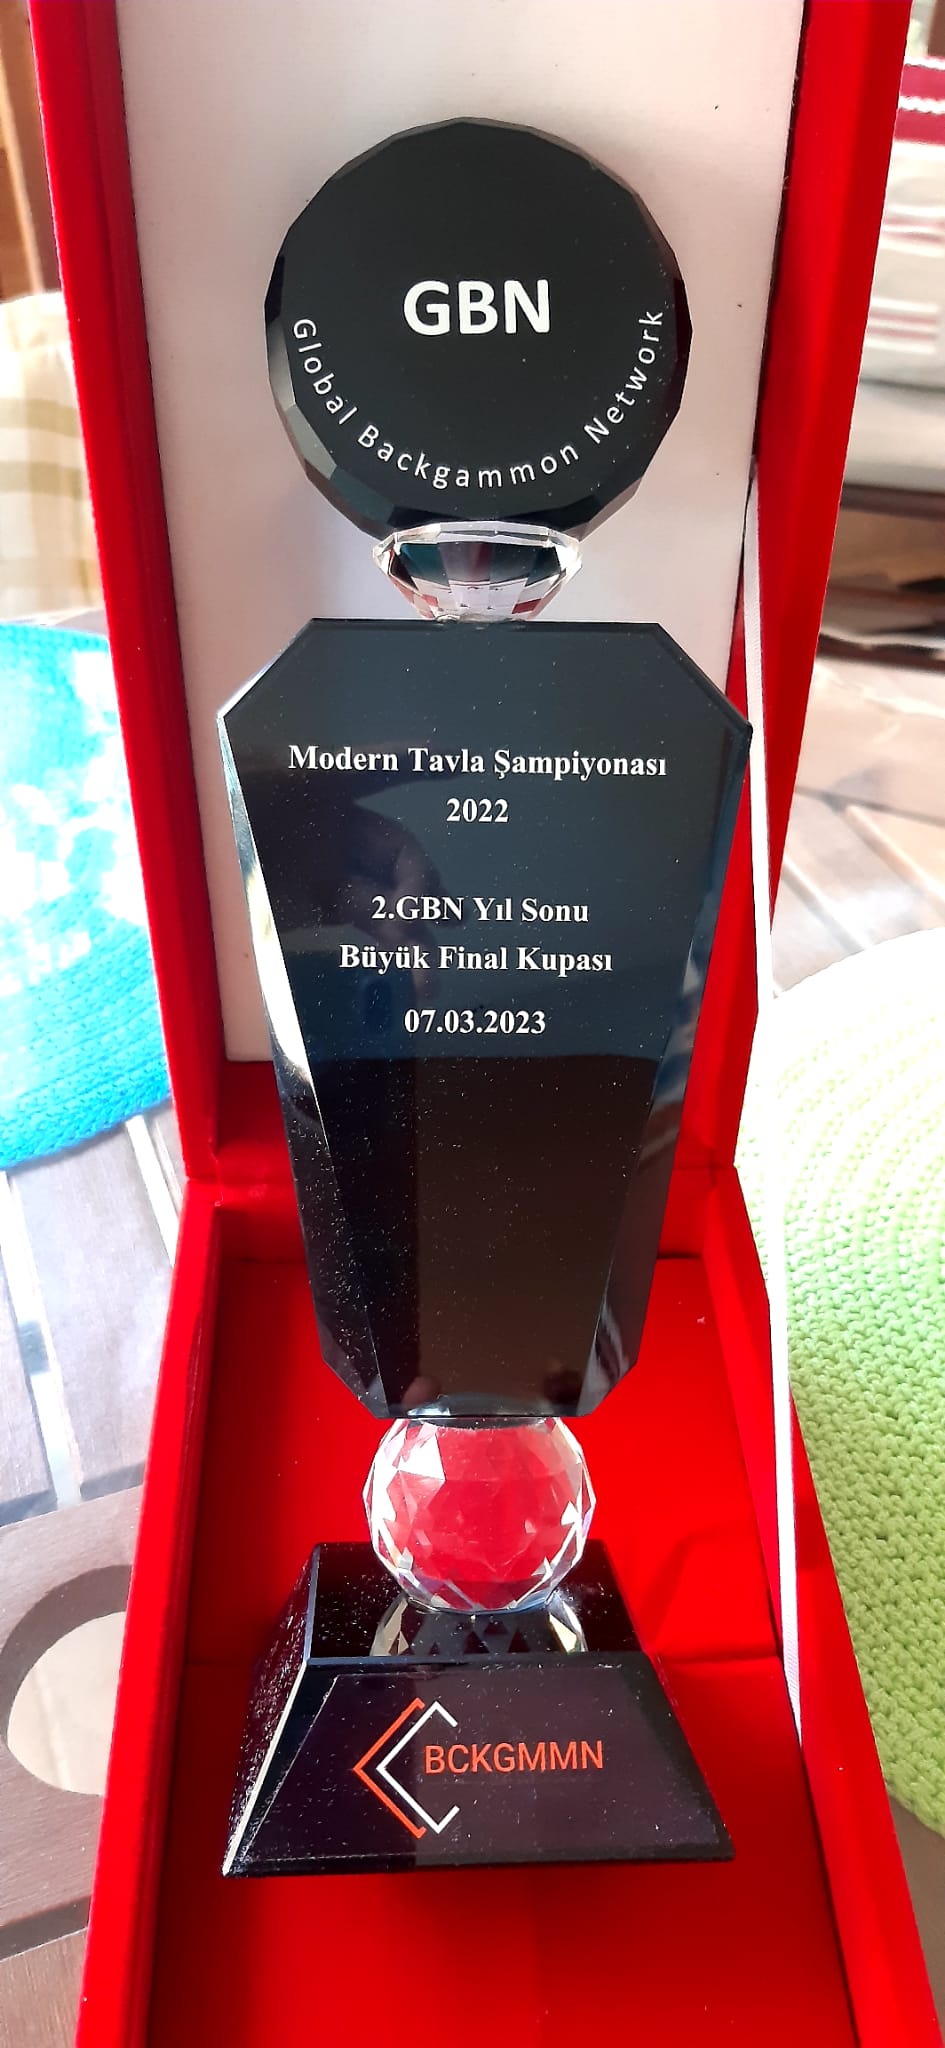 GBN
Global Backgammon Network
Modern Tavla Şampiyonası
2022
2.GBN Yıl Sonu
Büyük Final Kupası
07.03.2023
BCKGMMN